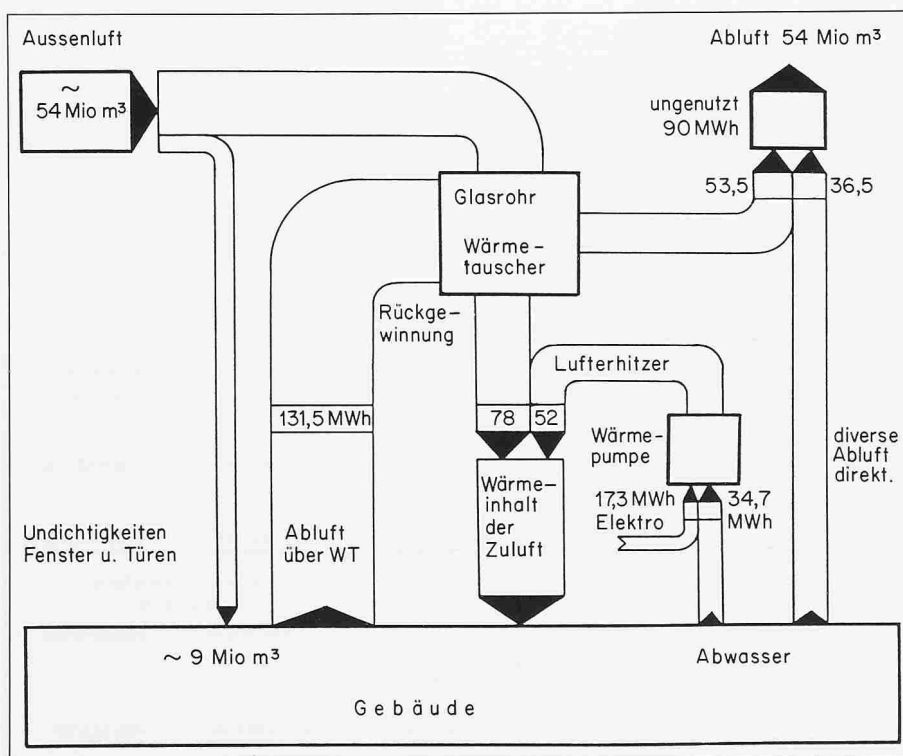 Aussenluft
~
54 Mio m³
Abluft 54 Mio m³
ungenutzt
90 MWh
53,5
36,5
Glasrohr
Wärme-
tauscher
Rückge-
winnung
Lufterhitzer
131,5 MWh
78
52
Wärme-
pumpe
diverse
Abluft
direkt.
Wärme-
inhalt
der
Zuluft
17,3 MWh
Elektro
34,7
MWh
Undichtigkeiten
Fenster u. Türen
Abluft
über WT
~ 9 Mio m³
Abwasser
Gebäude